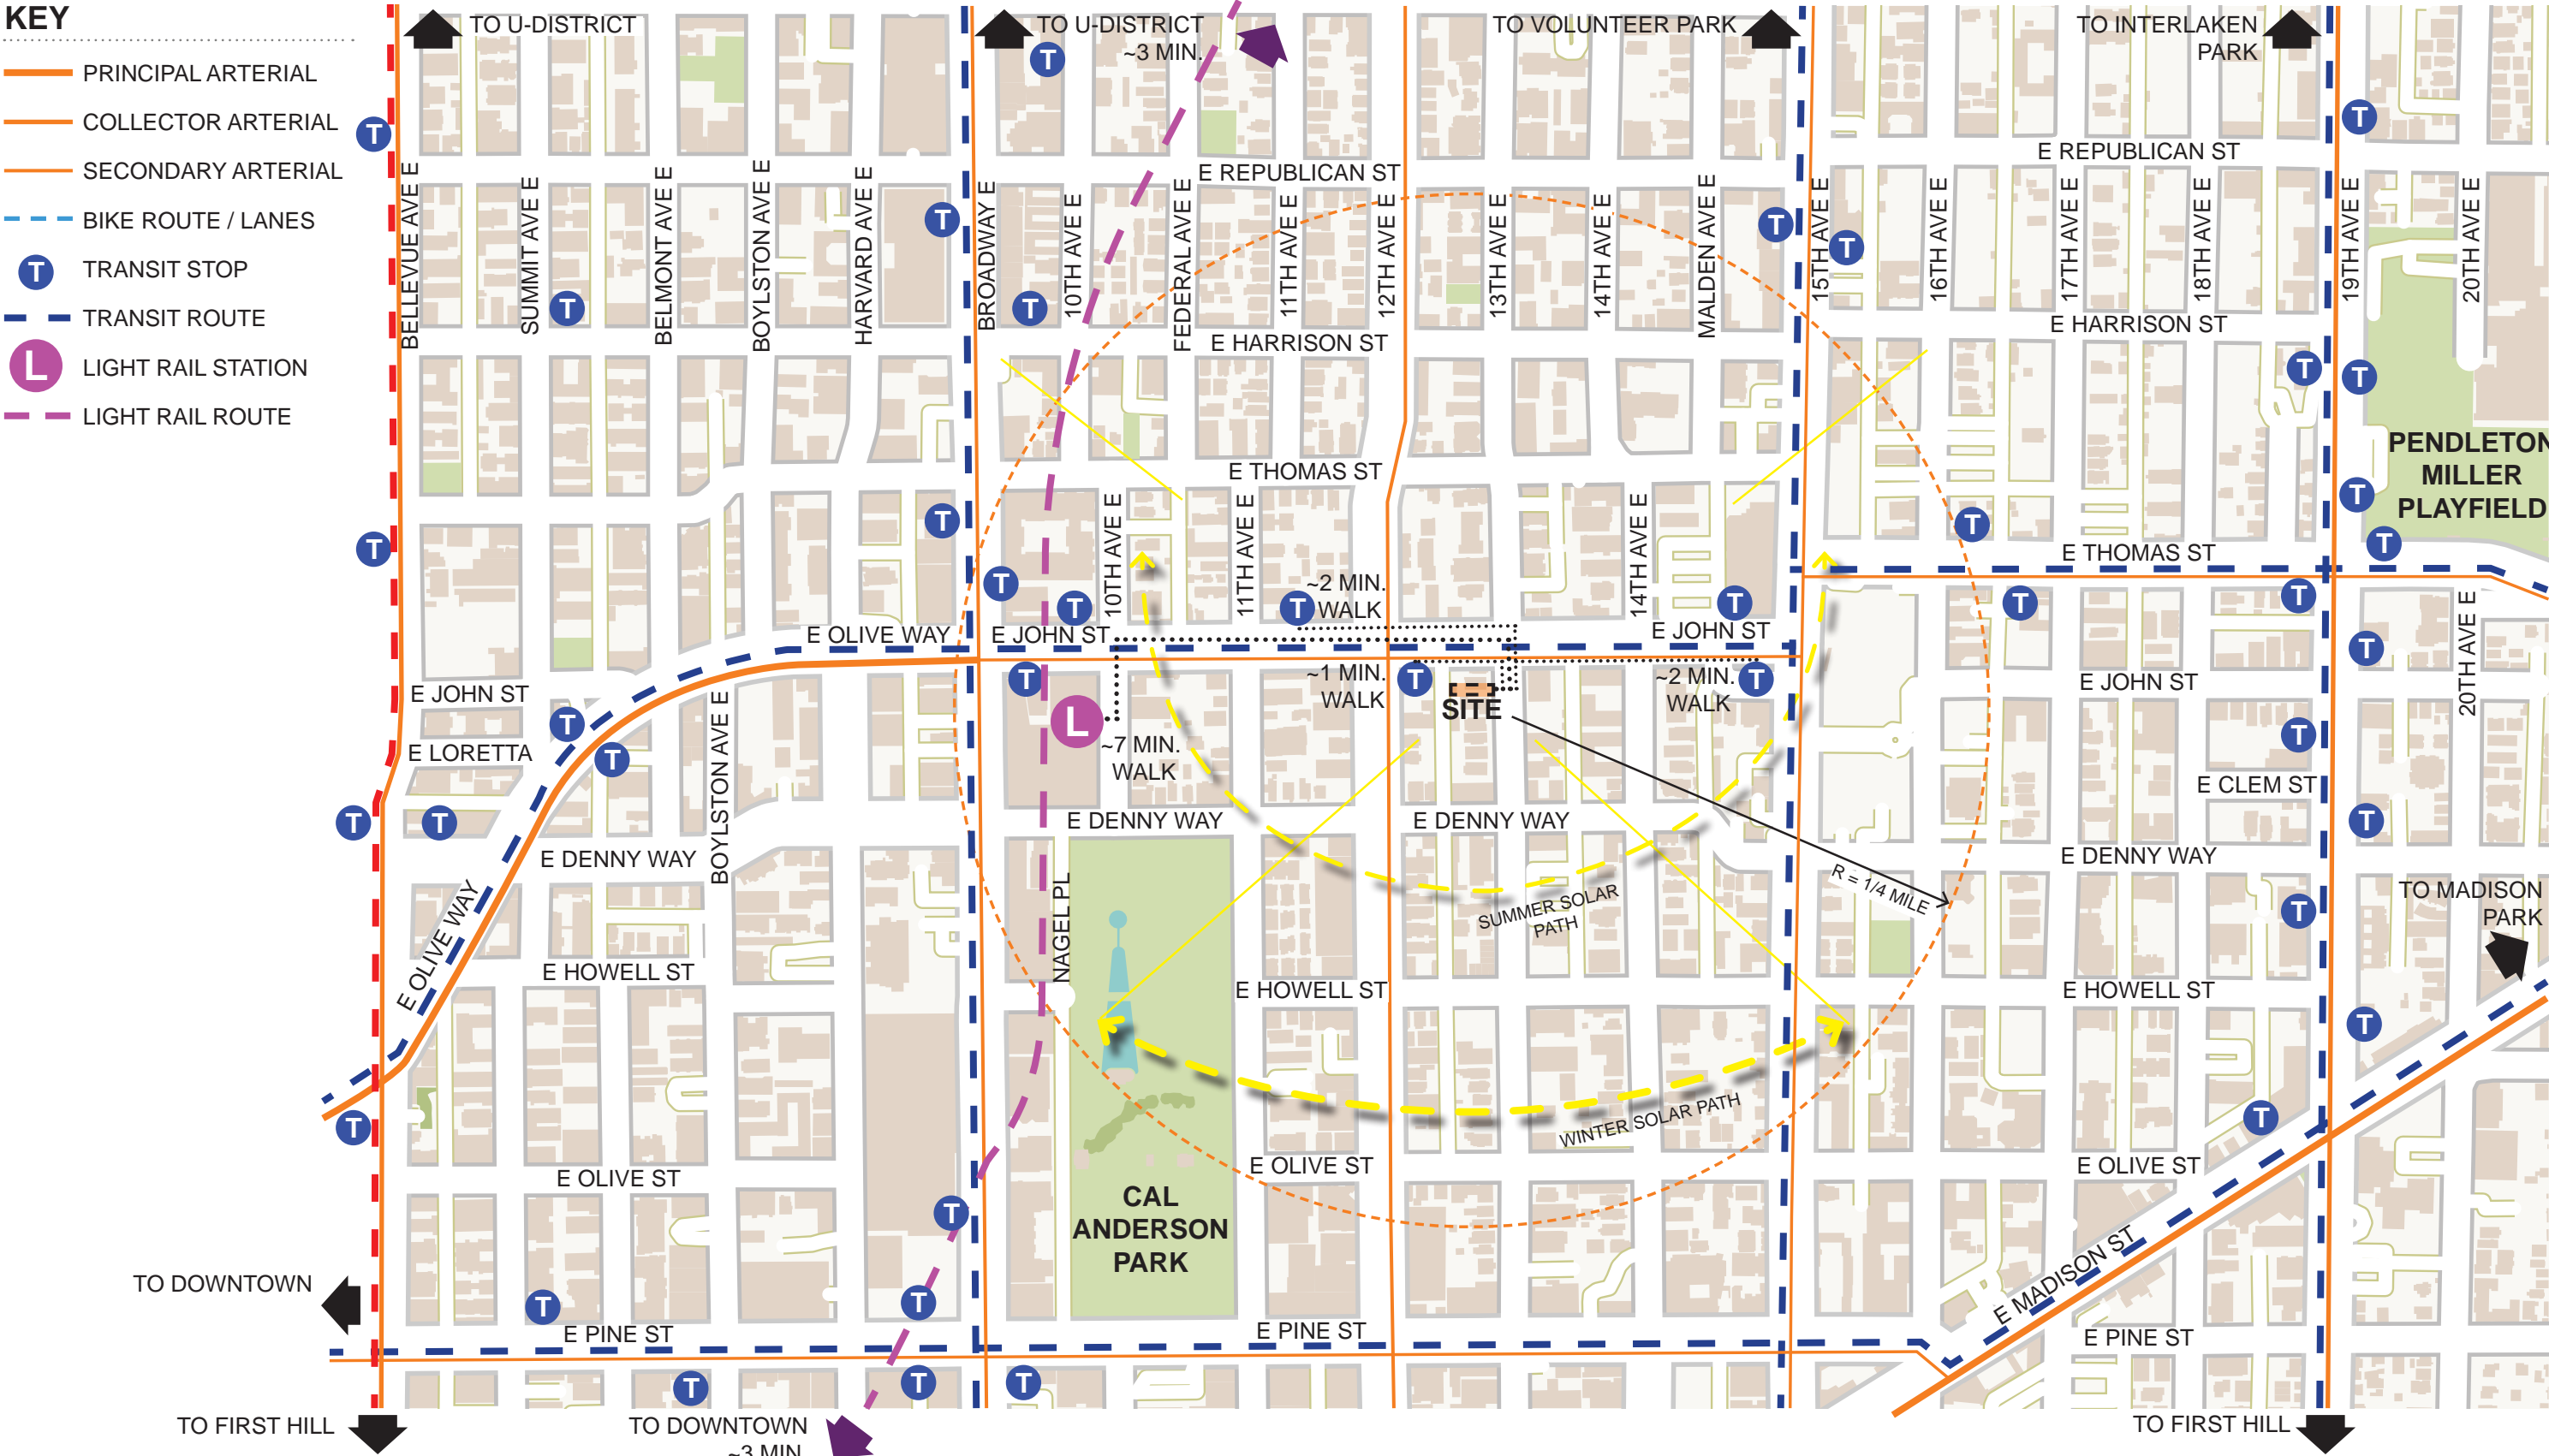 KEY
PRINCIPAL ARTERIAL
COLLECTOR ARTERIAL
SECONDARY ARTERIAL
BIKE ROUTE / LANES
T
TRANSIT STOP
TRANSIT ROUTE
L
LIGHT RAIL STATION
LIGHT RAIL ROUTE
TO U-DISTRICT
TO U-DISTRICT
~3 MIN.
TO VOLUNTEER PARK
TO INTERLAKEN
PARK
T
T
T
E REPUBLICAN ST
E REPUBLICAN ST
BELLEVUE AVE E
SUMMIT AVE E
BELMONT AVE E
BOYLSTON AVE E
HARVARD AVE E
BROADWAY E
10TH AVE E
FEDERAL AVE E
11TH AVE E
12TH AVE E
13TH AVE E
14TH AVE E
MALDEN AVE E
15TH AVE E
16TH AVE E
17TH AVE E
18TH AVE E
19TH AVE E
20TH AVE E
T
T
T
T
T
E HARRISON ST
E HARRISON ST
T
T
PENDLETON
MILLER
PLAYFIELD
E THOMAS ST
T
T
T
T
T
10TH AVE E
11TH AVE E
14TH AVE E
E THOMAS ST
T
T
T
~2 MIN.
WALK
T
T
T
20TH AVE E
E OLIVE WAY
E JOHN ST
E JOHN ST
T
T
~1 MIN.
WALK
T
SITE
~2 MIN.
WALK
T
E JOHN ST
E JOHN ST
T
L
~7 MIN.
WALK
BOYLSTON AVE E
E LORETTA
T
T
E CLEM ST
T
T
T
E DENNY WAY
E DENNY WAY
E DENNY WAY
E DENNY WAY
R = 1/4 MILE
SUMMER SOLAR
PATH
NAGEL PL
T
TO MADISON
PARK
E OLIVE WAY
E HOWELL ST
E HOWELL ST
E HOWELL ST
T
WINTER SOLAR PATH
T
T
E OLIVE ST
E OLIVE ST
E OLIVE ST
CAL
ANDERSON
PARK
T
TO DOWNTOWN
T
T
E MADISON ST
E PINE ST
E PINE ST
E PINE ST
T
T
T
TO FIRST HILL
TO DOWNTOWN
~3 MIN.
TO FIRST HILL